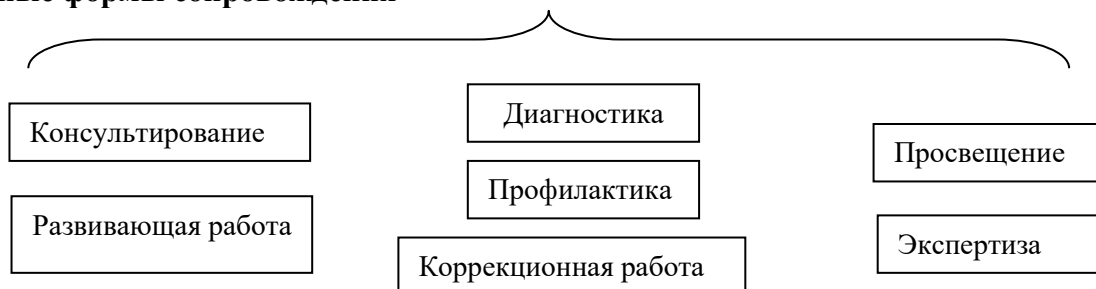 формы сопровождения
Консультирование
Диагностика
Просвещение
Профилактика
Развивающая работа
Экспертиза
Коррекционная работа